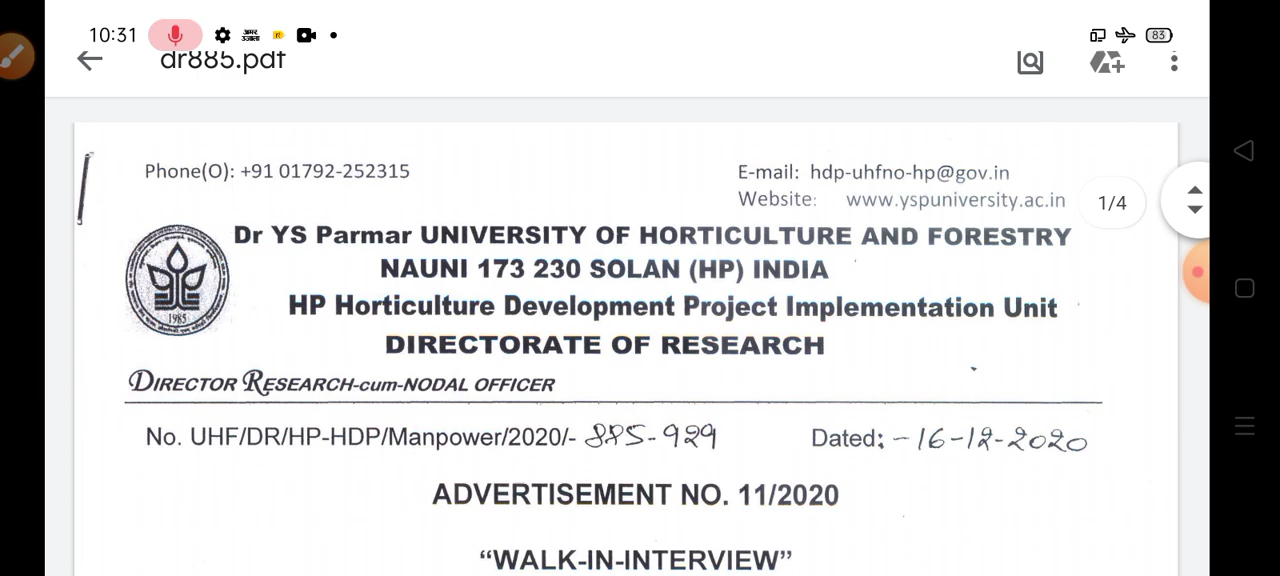 10:31
अमर उजाला
83
dr885.pdf
Phone(O): +91 01792-252315
E-mail: hdp-uhfno-hp@gov.in
Website: www.yspuniversity.ac.in
1/4
Dr YS Parmar UNIVERSITY OF HORTICULTURE AND FORESTRY
NAUNI 173 230 SOLAN (HP) INDIA
HP Horticulture Development Project Implementation Unit
1985
DIRECTORATE OF RESEARCH
DIRECTOR RESEARCH-cum-NODAL OFFICER
No. UHF/DR/HP-HDP/Manpower/2020/- 885-929
Dated: -16-12-2020
ADVERTISEMENT NO. 11/2020
“WALK-IN-INTERVIEW”